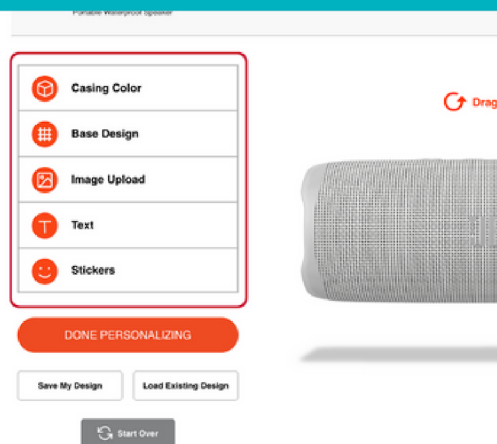 Portable Waterproof Speaker
Casing Color
Drag
Base Design
Image Upload
Text
Stickers
DONE PERSONALIZING
Save My Design
Load Existing Design
Start Over